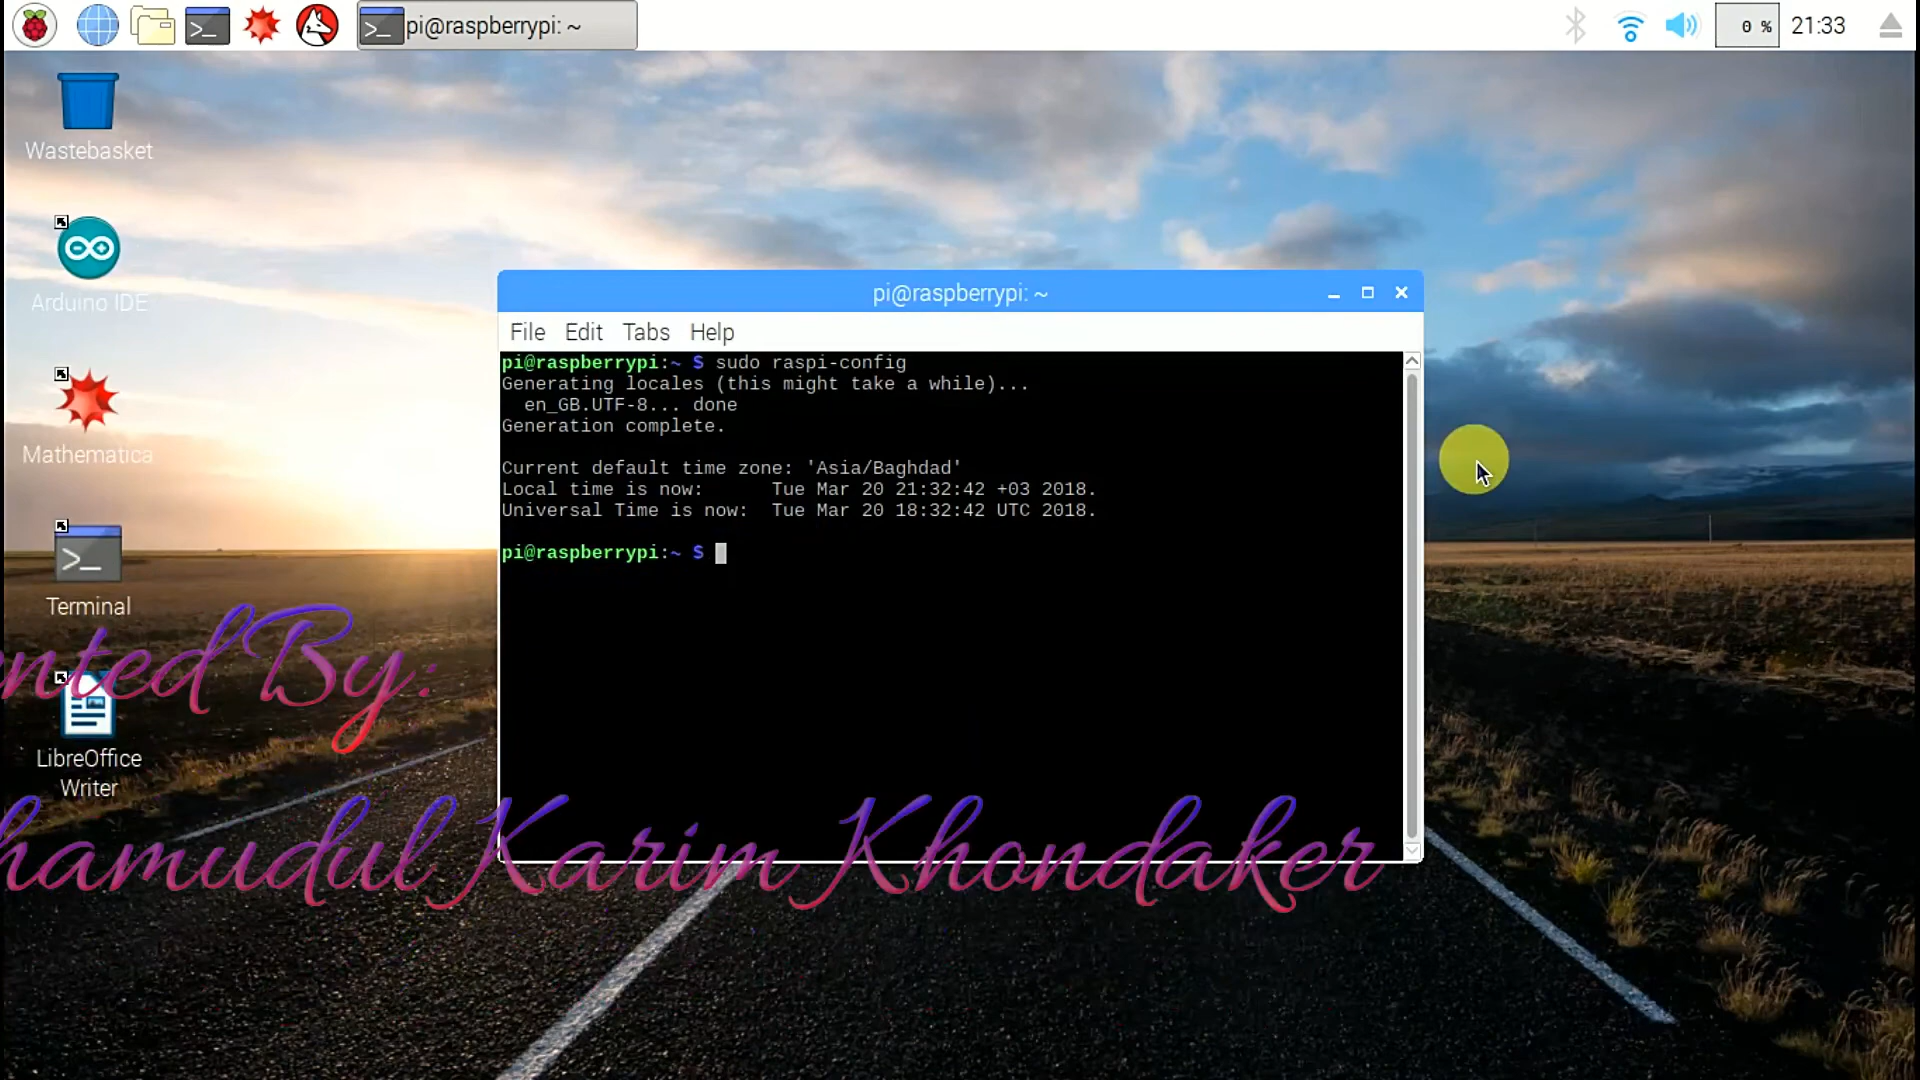 pi@raspberrypi: ~
0 %
21:33
Wastebasket
Arduino IDE
Mathematica
Terminal
LibreOffice
Writer
pi@raspberrypi: ~
File Edit Tabs Help
pi@raspberrypi:~ $ sudo raspi-config
Generating locales (this might take a while)...
en_GB.UTF-8... done
Generation complete.
Current default time zone: 'Asia/Baghdad'
Local time is now: Tue Mar 20 21:32:42 +03 2018.
Universal Time is now: Tue Mar 20 18:32:42 UTC 2018.
pi@raspberrypi:~ $
nted By:
hamudul Karim Khondaker